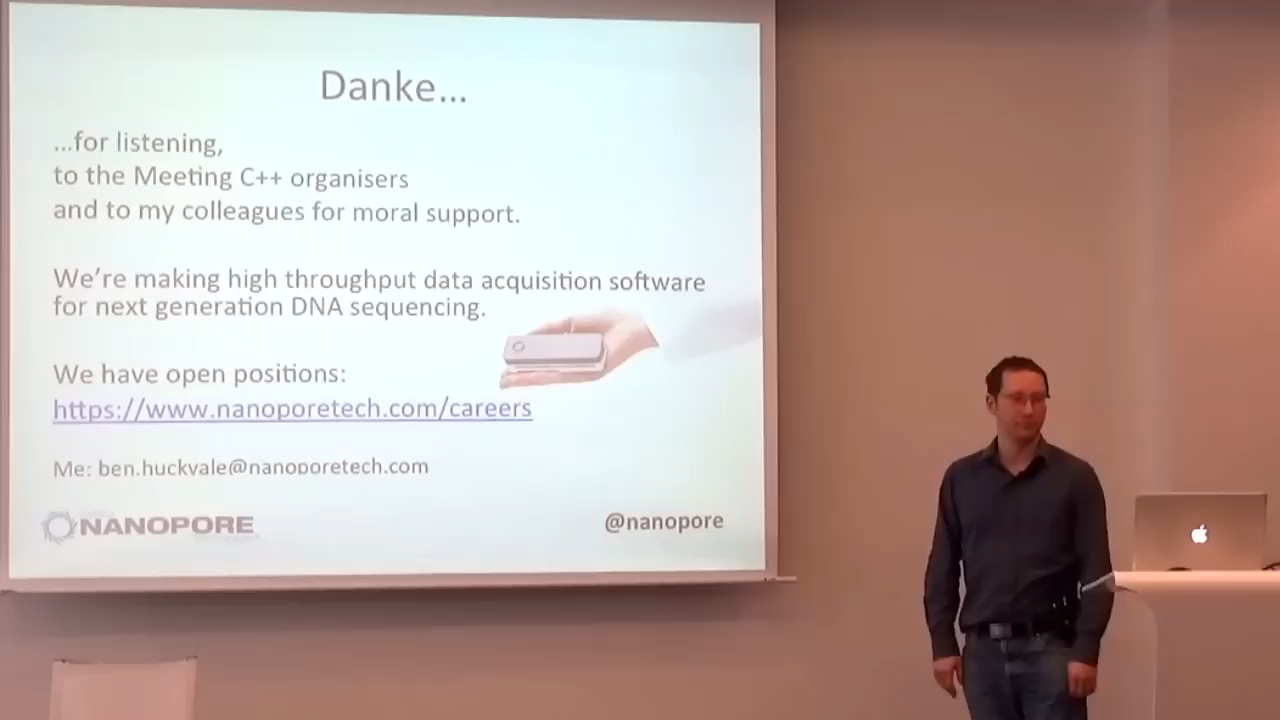 Danke...
...for listening,
to the Meeting C++ organisers
and to my colleagues for moral support.
We're making high throughput data acquisition software
for next generation DNA sequencing.
We have open positions:
https://www.nanoporetech.com/careers
Me: ben.huckvale@nanoporetech.com
NANOPORE
@nanopore